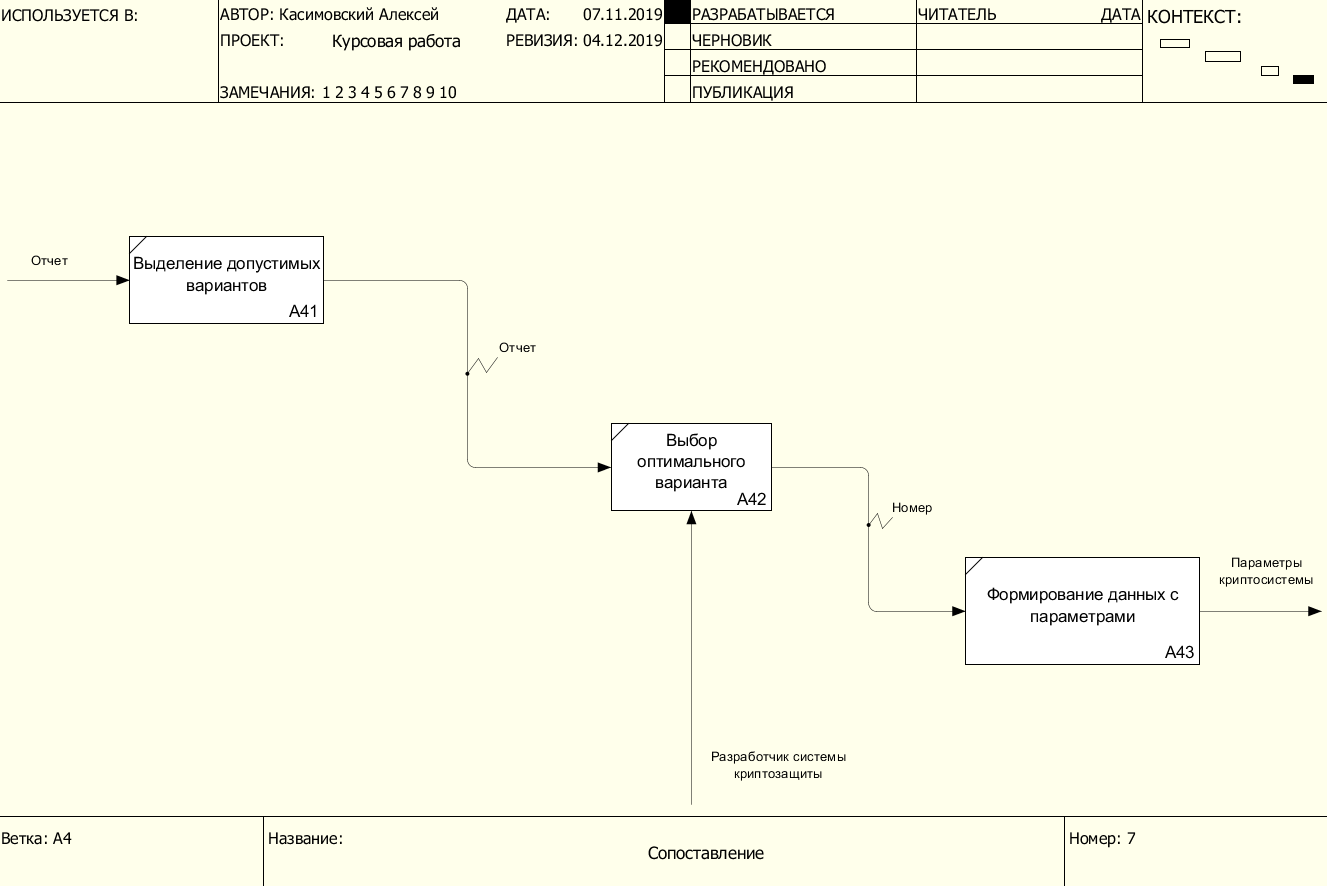 ИСПОЛЬЗУЕТСЯ В:
АВТОР: Касимовский Алексей
ДАТА: 07.11.2019
РАЗРАБАТЫВАЕТСЯ
ЧИТАТЕЛЬ
ДАТА
КОНТЕКСТ:
ПРОЕКТ: Курсовая работа
РЕВИЗИЯ: 04.12.2019
ЧЕРНОВИК
РЕКОМЕНДОВАНО
ЗАМЕЧАНИЯ: 1 2 3 4 5 6 7 8 9 10
ПУБЛИКАЦИЯ
Отчет
Выделение допустимых
вариантов
A41
Отчет
Выбор
оптимального
варианта
A42
Номер
Параметры
криптосистемы
Формирование данных с
параметрами
A43
Разработчик системы
криптозащиты
Ветка: A4
Название:
Сопоставление
Номер: 7